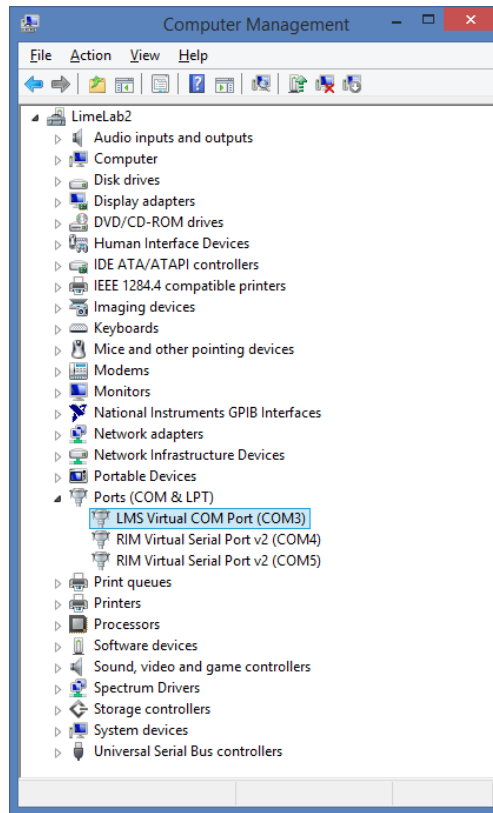 Computer Management
File Action View Help
LimeLab2
Audio inputs and outputs
Computer
Disk drives
Display adapters
DVD/CD-ROM drives
Human Interface Devices
IDE ATA/ATAPI controllers
IEEE 1284.4 compatible printers
Imaging devices
Keyboards
Mice and other pointing devices
Modems
Monitors
National Instruments GPIB Interfaces
Network adapters
Network Infrastructure Devices
Portable Devices
Ports (COM & LPT)
LMS Virtual COM Port (COM3)
RIM Virtual Serial Port v2 (COM4)
RIM Virtual Serial Port v2 (COM5)
Print queues
Printers
Processors
Software devices
Sound, video and game controllers
Spectrum Drivers
Storage controllers
System devices
Universal Serial Bus controllers